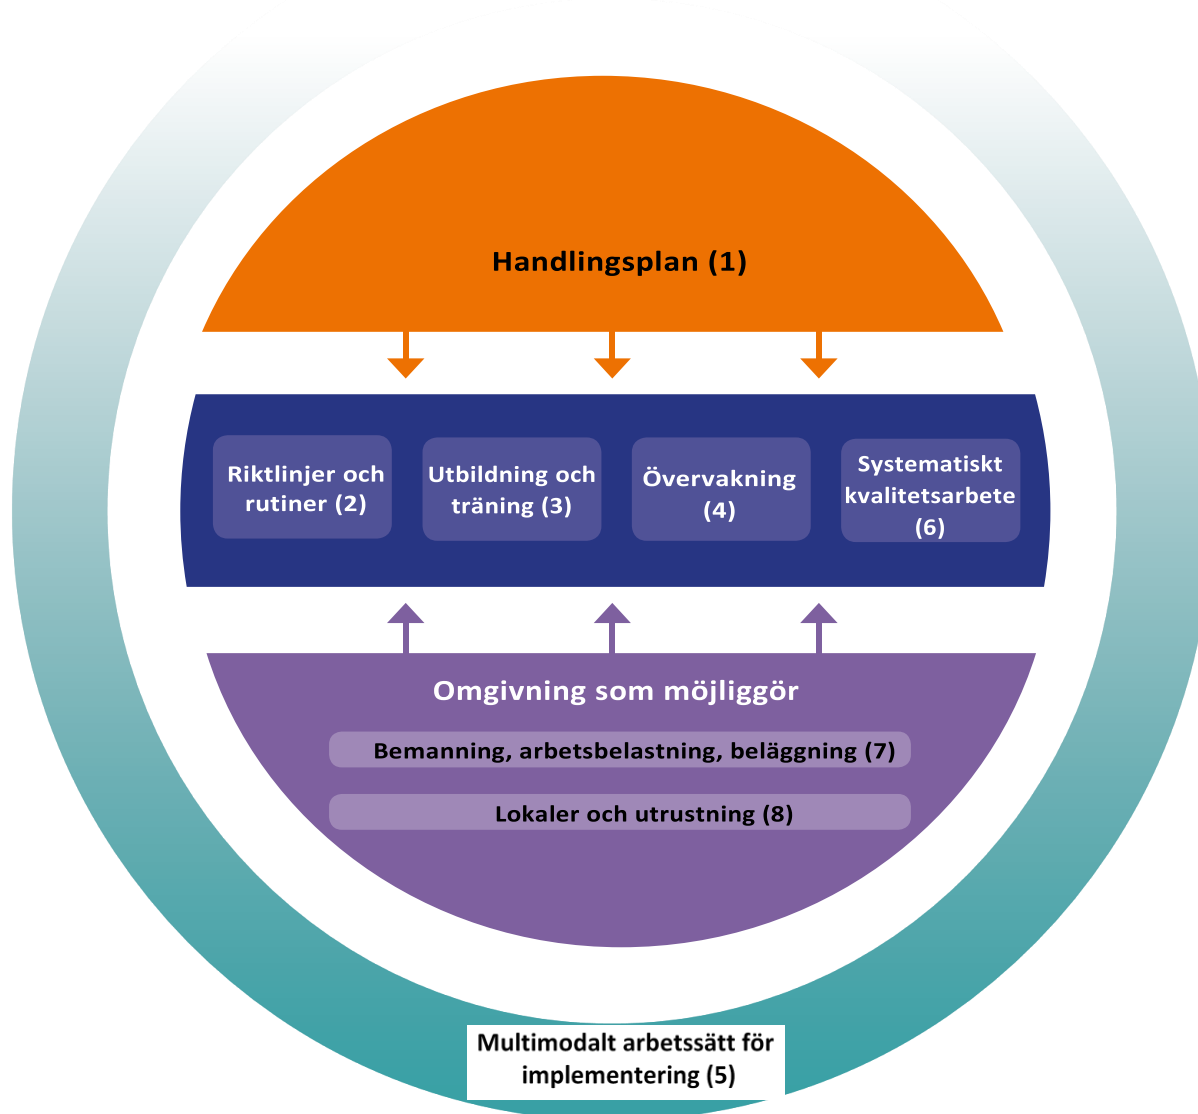 Handlingsplan (1)
Riktlinjer och
rutiner (2)
Utbildning och
träning (3)
Övervakning
(4)
Systematiskt
kvalitetsarbete
(6)
Omgivning som möjliggör
Bemanning, arbetsbelastning, beläggning (7)
Lokaler och utrustning (8)
Multimodalt arbetssätt för
implementering (5)